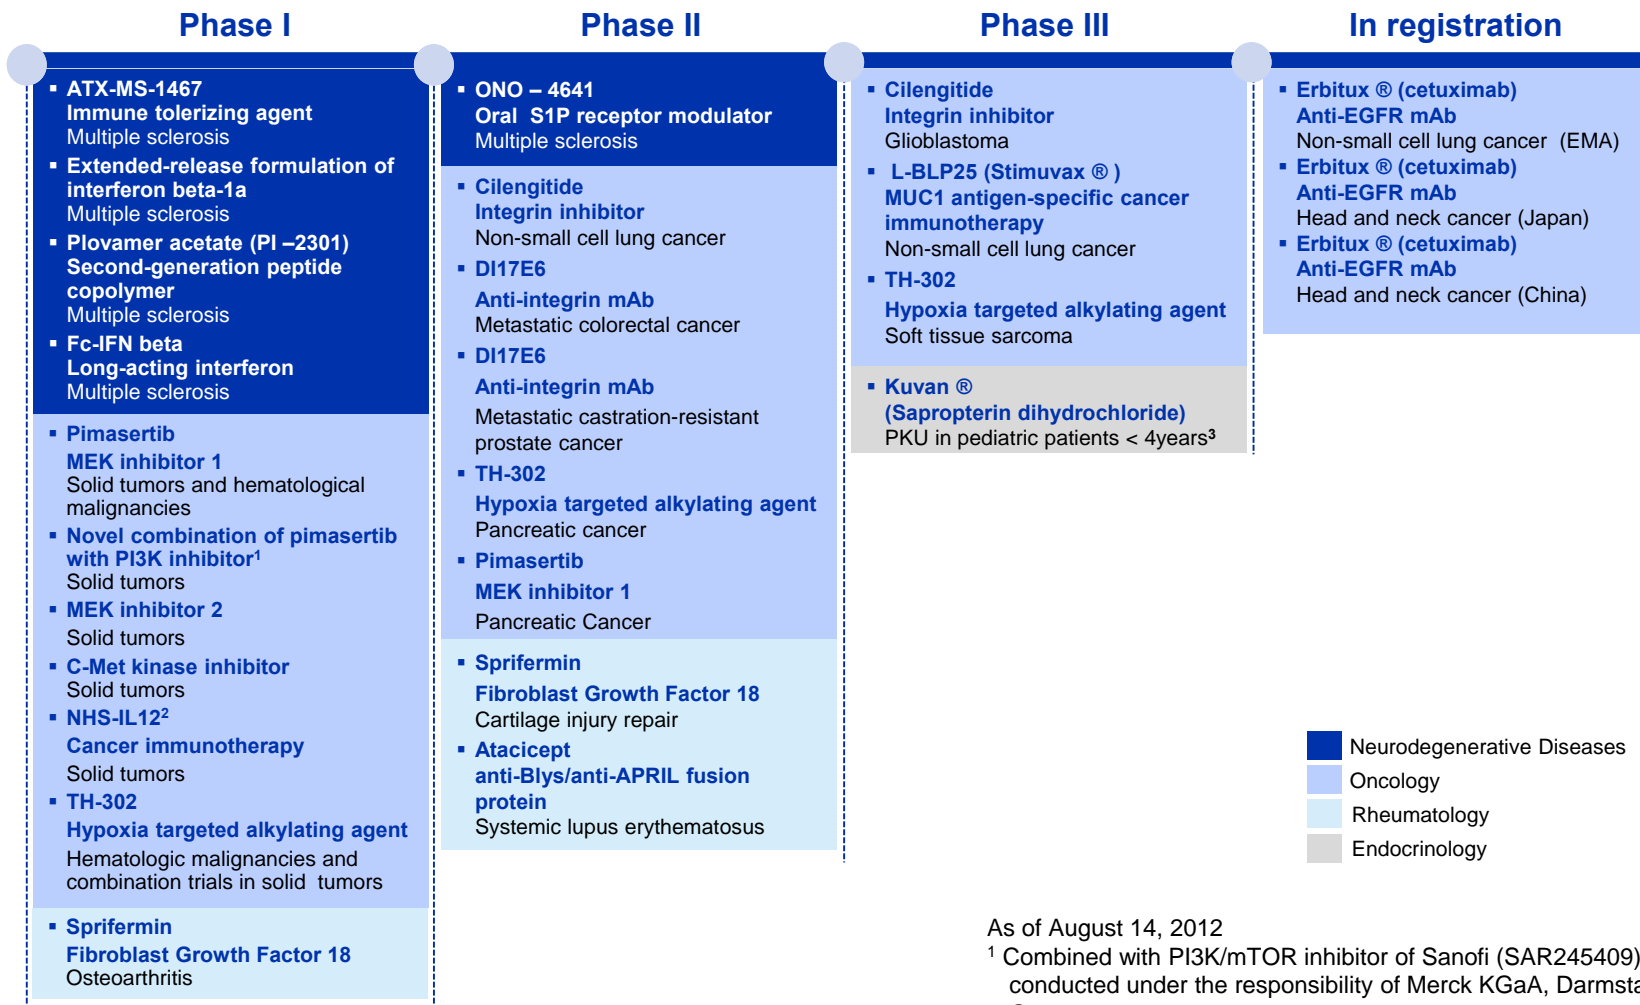 Phase I
▪ ATX-MS-1467
Immune tolerizing agent
Multiple sclerosis
▪ Extended-release formulation of
interferon beta-1a
Multiple sclerosis
▪ Plovamer acetate (PI –2301)
Second-generation peptide
copolymer
Multiple sclerosis
▪ Fc-IFN beta
Long-acting interferon
Multiple sclerosis
▪ Pimasertib
MEK inhibitor 1
Solid tumors and hematological
malignancies
▪ Novel combination of pimasertib
with PI3K inhibitor¹
Solid tumors
▪ MEK inhibitor 2
Solid tumors
▪ C-Met kinase inhibitor
Solid tumors
▪ NHS-IL12²
Cancer immunotherapy
Solid tumors
▪ TH-302
Hypoxia targeted alkylating agent
Hematologic malignancies and
combination trials in solid tumors
▪ Sprifermin
Fibroblast Growth Factor 18
Osteoarthritis
Phase II
▪ ONO – 4641
Oral S1P receptor modulator
Multiple sclerosis
▪ Cilengitide
Integrin inhibitor
Non-small cell lung cancer
▪ DI17E6
Anti-integrin mAb
Metastatic colorectal cancer
▪ DI17E6
Anti-integrin mAb
Metastatic castration-resistant
prostate cancer
▪ TH-302
Hypoxia targeted alkylating agent
Pancreatic cancer
▪ Pimasertib
MEK inhibitor 1
Pancreatic Cancer
▪ Sprifermin
Fibroblast Growth Factor 18
Cartilage injury repair
▪ Atacicept
anti-Blys/anti-APRIL fusion
protein
Systemic lupus erythematosus
Phase III
▪ Cilengitide
Integrin inhibitor
Glioblastoma
▪ L-BLP25 (Stimuvax ® )
MUC1 antigen-specific cancer
immunotherapy
Non-small cell lung cancer
▪ TH-302
Hypoxia targeted alkylating agent
Soft tissue sarcoma
▪ Kuvan ®
(Sapropterin dihydrochloride)
PKU in pediatric patients < 4years³
In registration
▪ Erbitux ® (cetuximab)
Anti-EGFR mAb
Non-small cell lung cancer (EMA)
▪ Erbitux ® (cetuximab)
Anti-EGFR mAb
Head and neck cancer (Japan)
▪ Erbitux ® (cetuximab)
Anti-EGFR mAb
Head and neck cancer (China)
Neurodegenerative Diseases
Oncology
Rheumatology
Endocrinology
As of August 14, 2012
¹ Combined with PI3K/mTOR inhibitor of Sanofi (SAR245409)
conducted under the responsibility of Merck KGaA, Darmsta